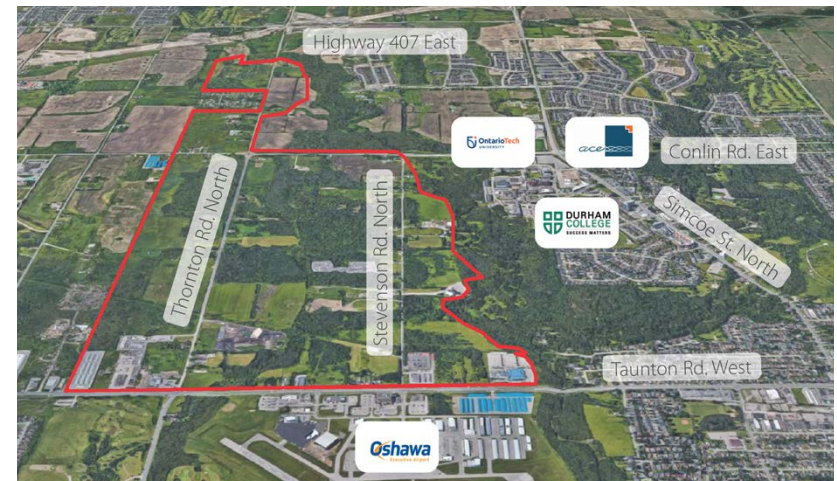 Highway 407 East
OntarioTech
UNIVERSITY
ace
Conlin Rd. East
DURHAM
COLLEGE
SUCCESS MATTERS
Simcoe St. North
Thornton Rd. North
Stevenson Rd. North
Taunton Rd. West
Oshawa
Executive Airport